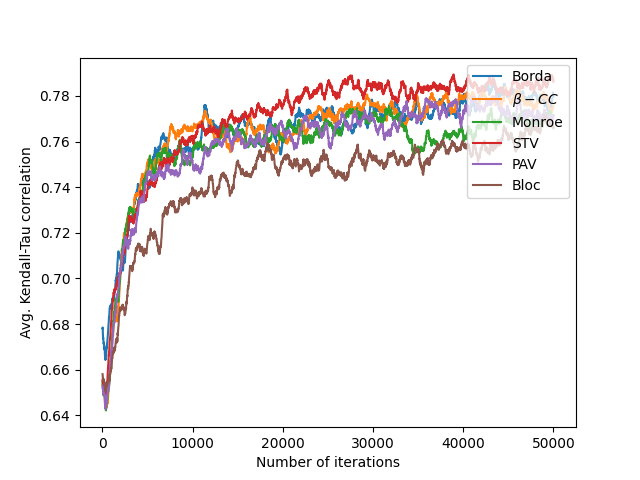 Avg. Kendall-Tau correlation
0.78
0.76
0.74
0.72
0.70
0.68
0.66
0.64
0
10000
20000
30000
40000
50000
Number of iterations
Borda
β − CC
Monroe
STV
PAV
Bloc